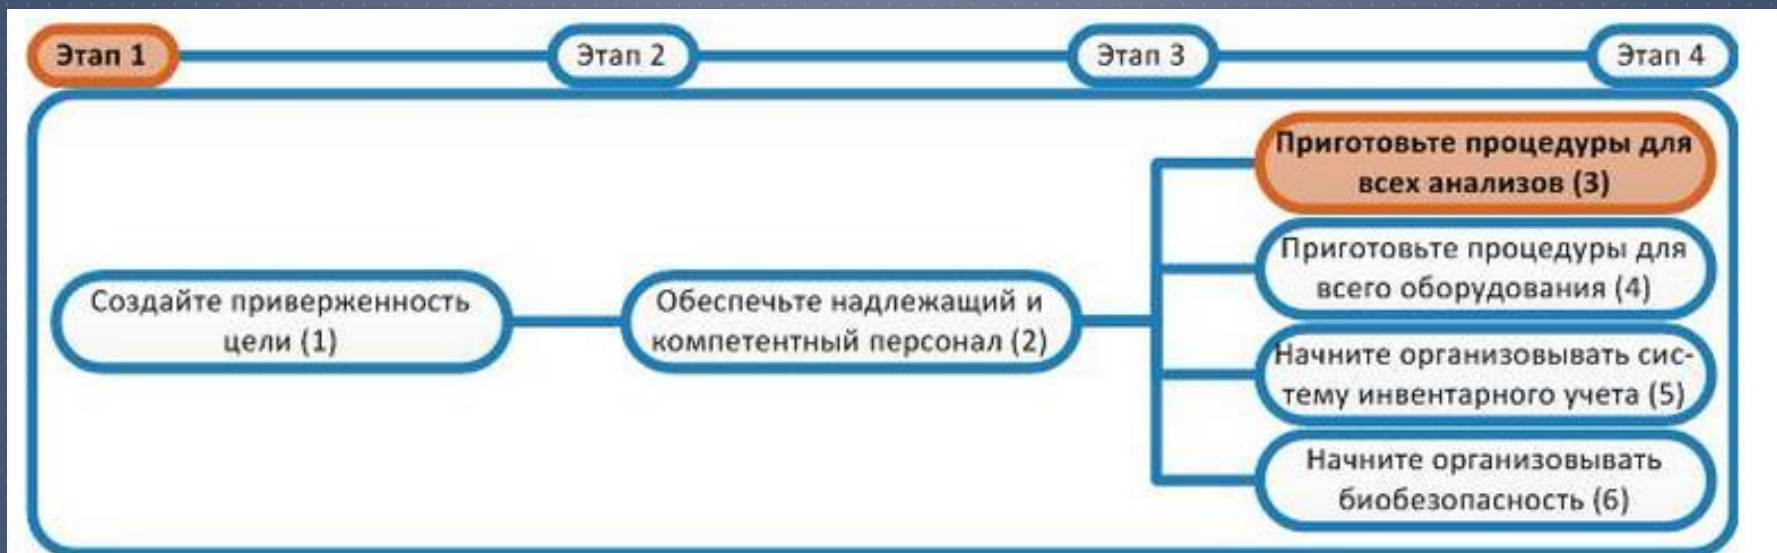 Этап 1
Этап 2
Этап 3
Этап 4
Создайте приверженность
цели (1)
Обеспечьте надлежащий и
компетентный персонал (2)
Приготовьте процедуры для
всех анализов (3)
Приготовьте процедуры для
всего оборудования (4)
Начните организовывать сис-
тему инвентарного учета (5)
Начните организовывать
биобезопасность (6)